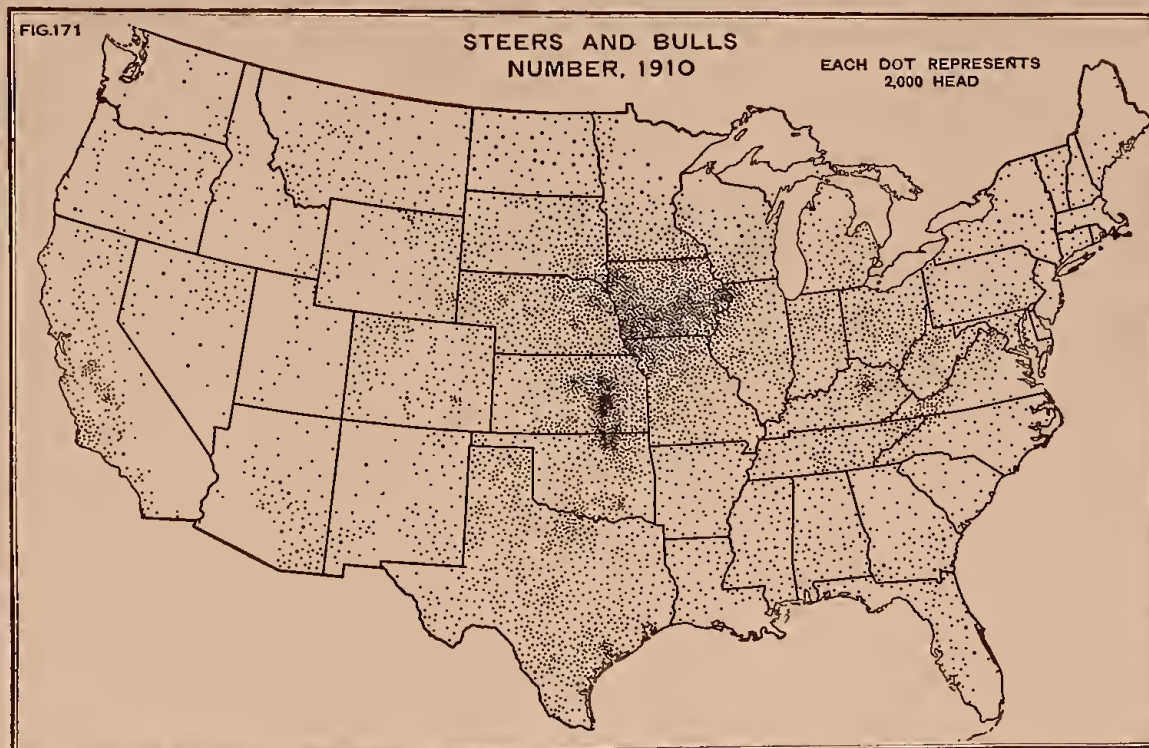 FIG.171
STEERS AND BULLS
NUMBER, 1910
EACH DOT REPRESENTS
2,000 HEAD